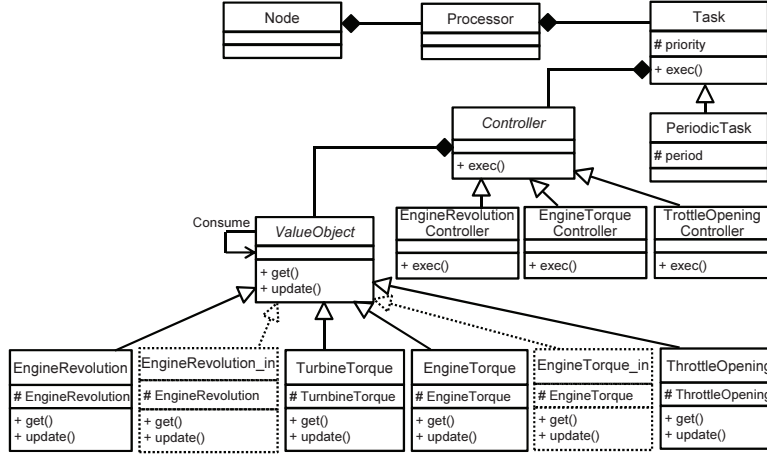 Node
Processor
Task
# priority
+ exec()
Controller
+ exec()
PeriodicTask
# period
Consume
ValueObject
+ get()
+ update()
EngineRevolution
Controller
+ exec()
EngineTorque
Controller
+ exec()
TrottleOpening
Controller
+ exec()
EngineRevolution
# EngineRevolution
+ get()
+ update()
EngineRevolution_in
# EngineRevolution
+ get()
+ update()
TurbineTorque
# TurnbineTorque
+ get()
+ update()
EngineTorque
# EngineTorque
+ get()
+ update()
EngineTorque_in
# EngineTorque
+ get()
+ update()
ThrottleOpening
# ThrottleOpening
+ get()
+ update()